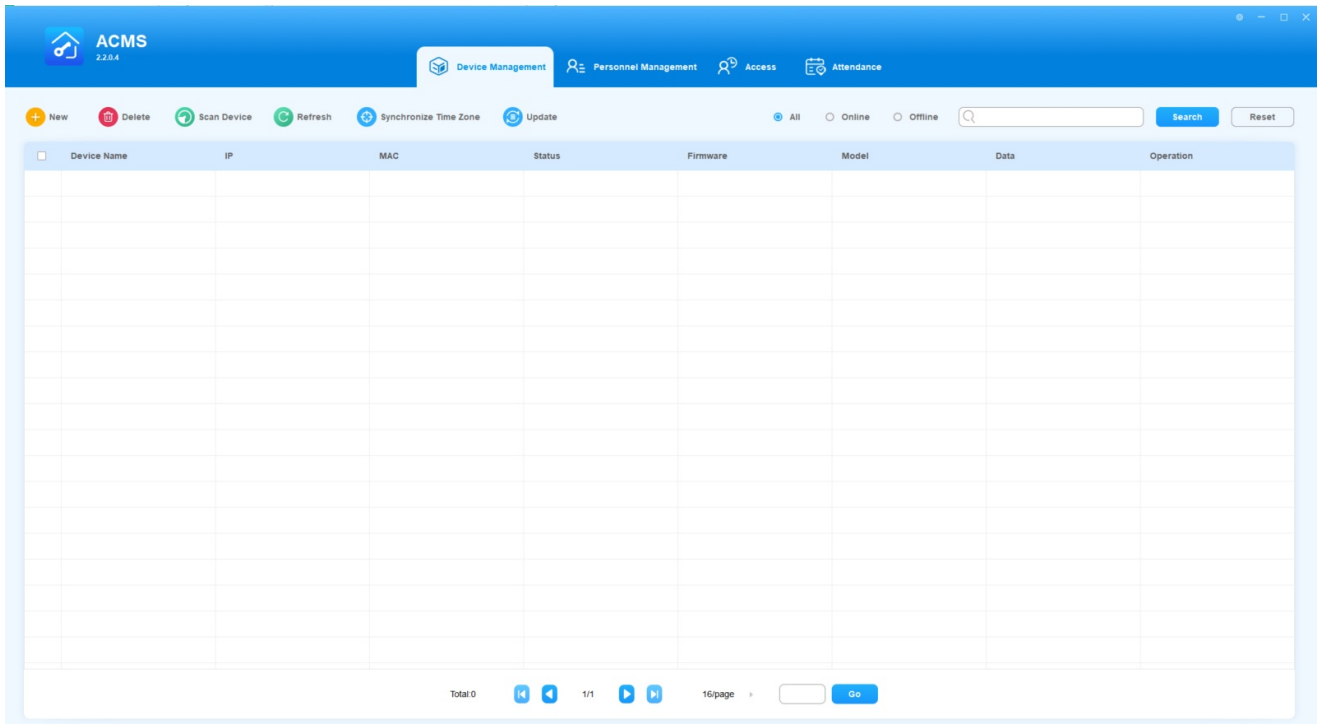 ACMS
2.2.0.4
Device Management Personnel Management Access Attendance
New Delete Scan Device Refresh Synchronize Time Zone Update All Online Offline Search Reset
Device Name IP MAC Status Firmware Model Data Operation
Total:0 1/1 16/page Go